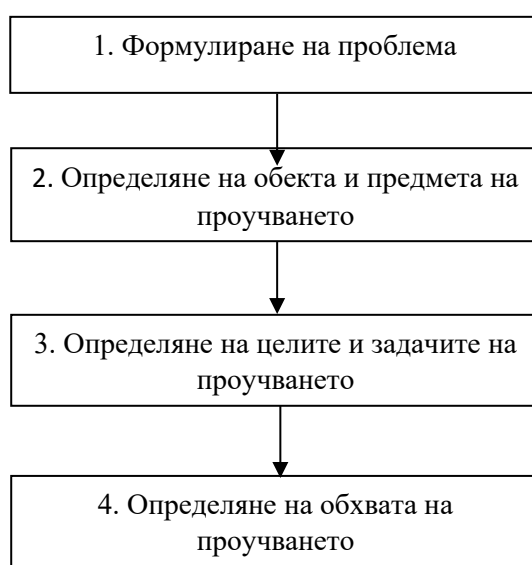 1. Формулиране на проблема
2. Определяне на обекта и предмета на
проучването
3. Определяне на целите и задачите на
проучването
4. Определяне на обхвата на
проучването